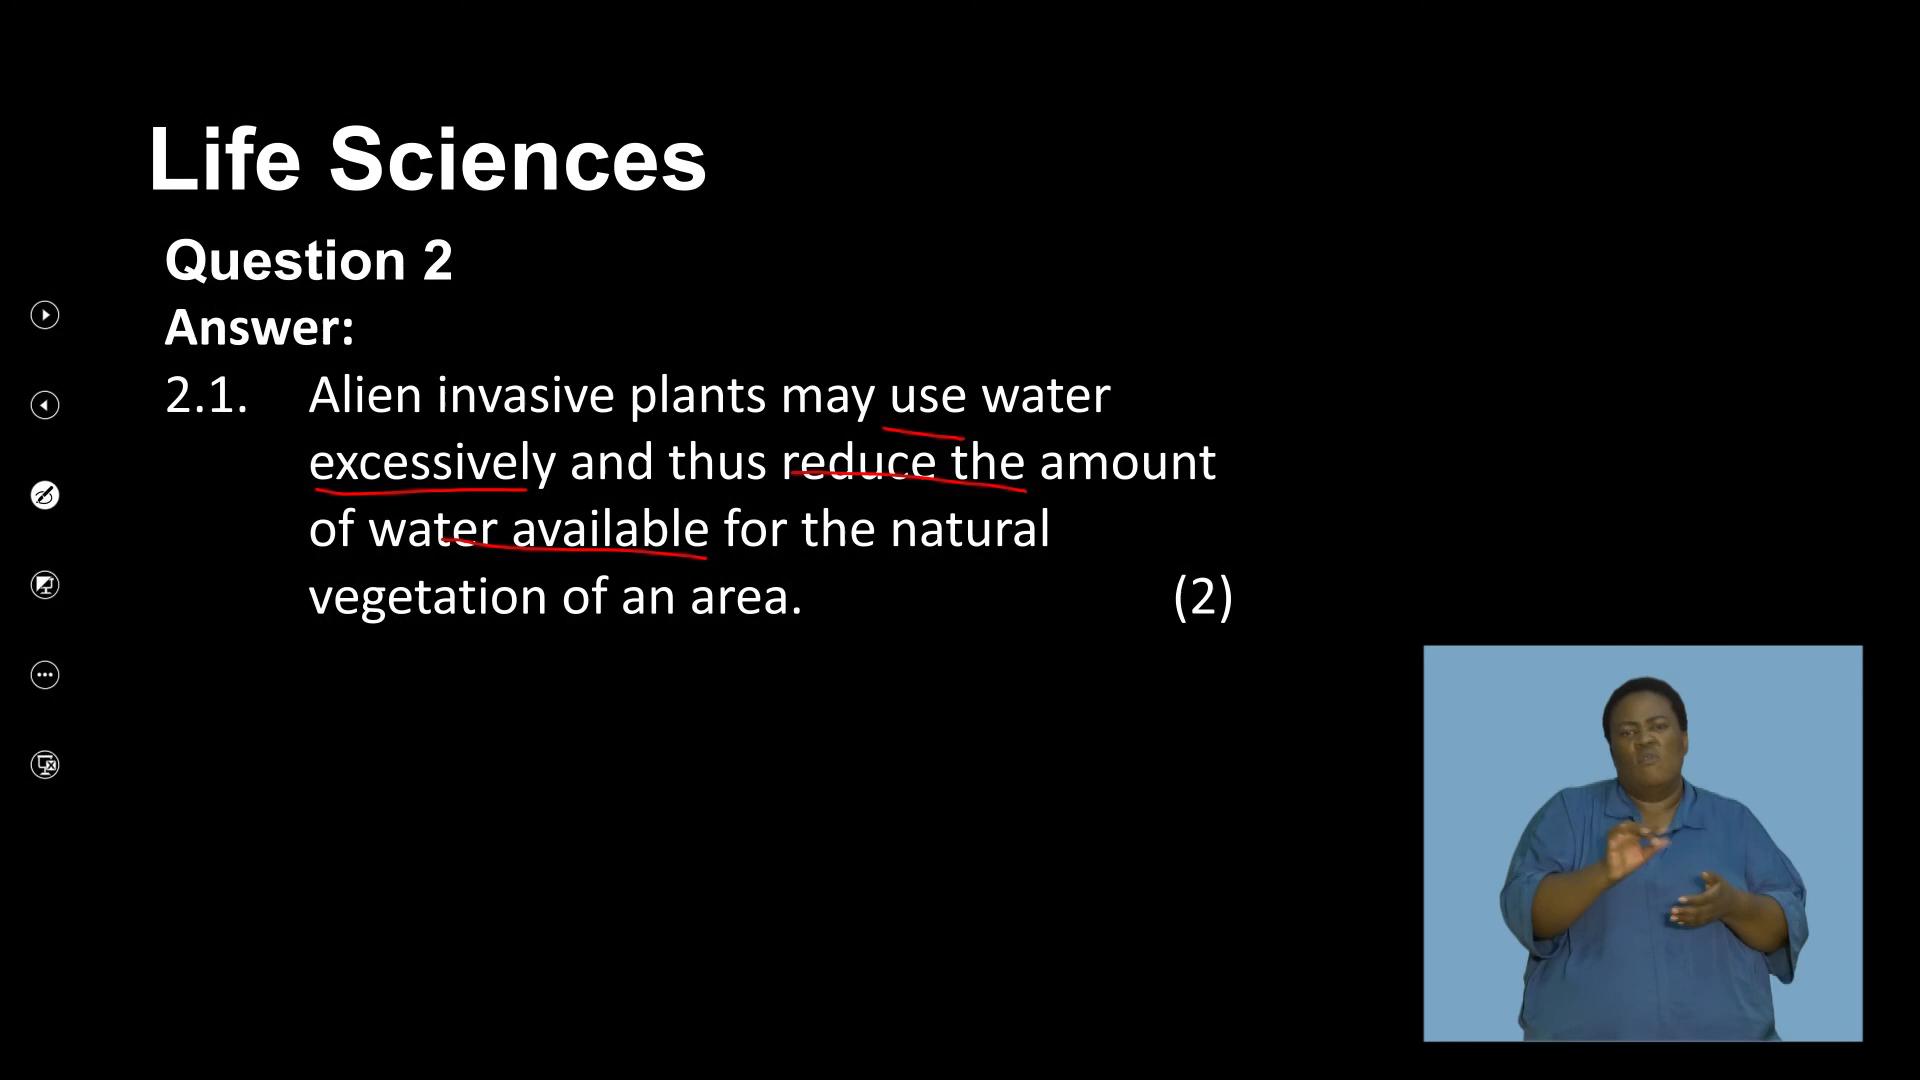 Life Sciences
Question 2
Answer:
2.1. Alien invasive plants may use water
excessively and thus reduce the amount
of water available for the natural
vegetation of an area. (2)